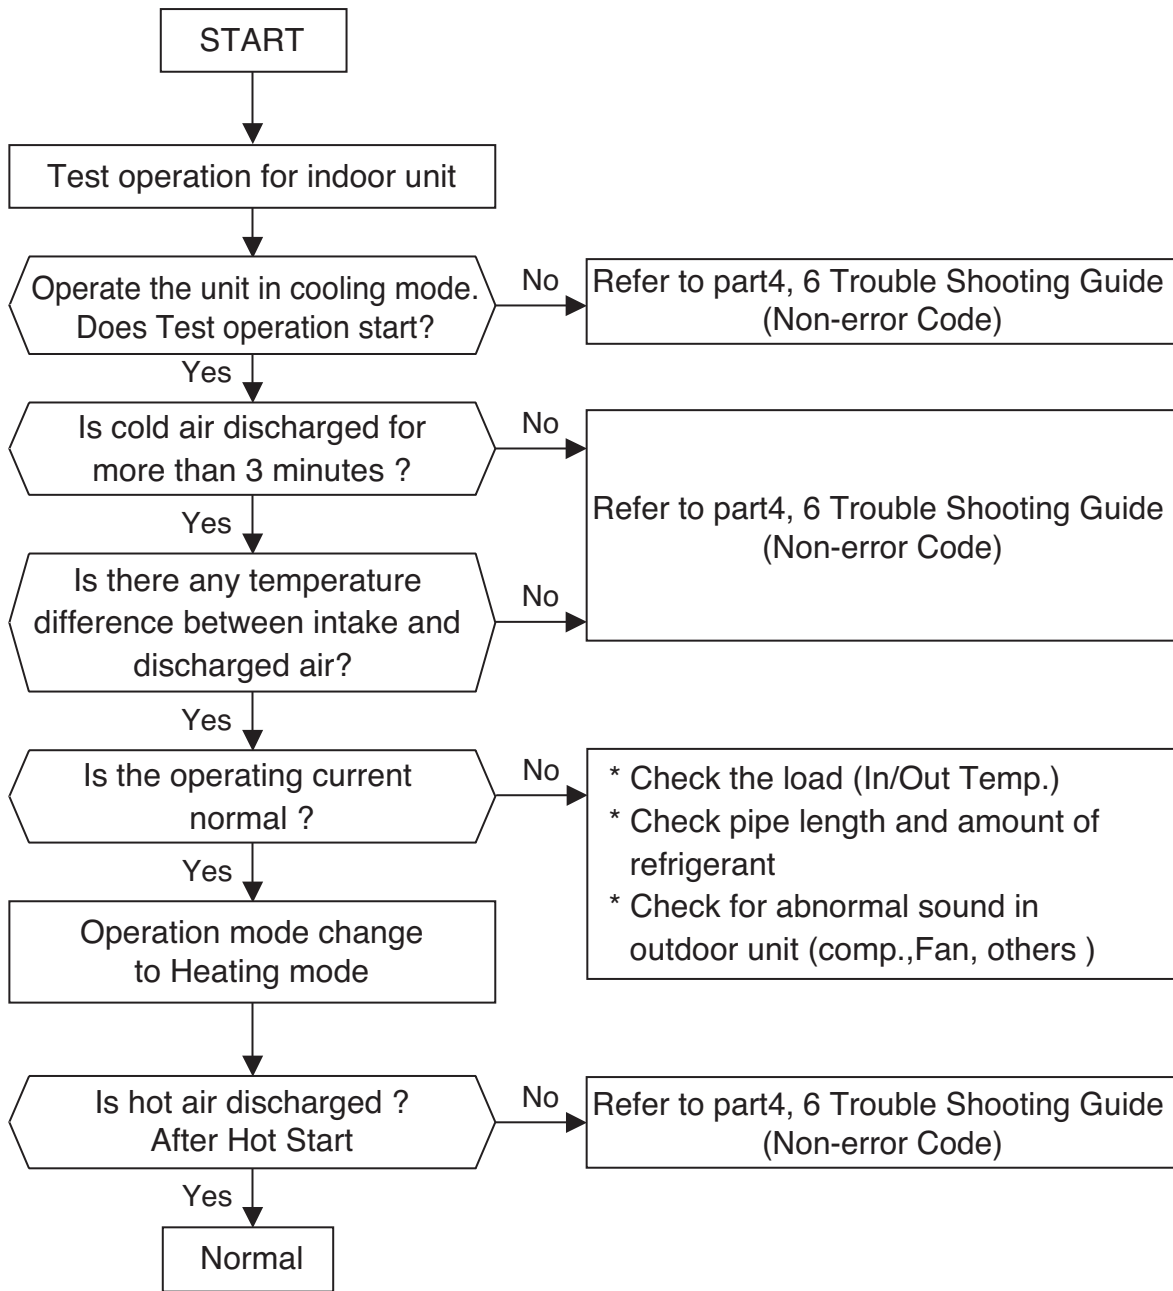 START
Test operation for indoor unit
Operate the unit in cooling mode.
Does Test operation start?
No
Refer to part4, 6 Trouble Shooting Guide
(Non-error Code)
Yes
Is cold air discharged for
more than 3 minutes ?
No
Refer to part4, 6 Trouble Shooting Guide
(Non-error Code)
Yes
Is there any temperature
difference between intake and
discharged air?
No
Yes
Is the operating current
normal ?
No
* Check the load (In/Out Temp.)
* Check pipe length and amount of
refrigerant
* Check for abnormal sound in
outdoor unit (comp.,Fan, others )
Yes
Operation mode change
to Heating mode
Is hot air discharged ?
After Hot Start
No
Refer to part4, 6 Trouble Shooting Guide
(Non-error Code)
Yes
Normal